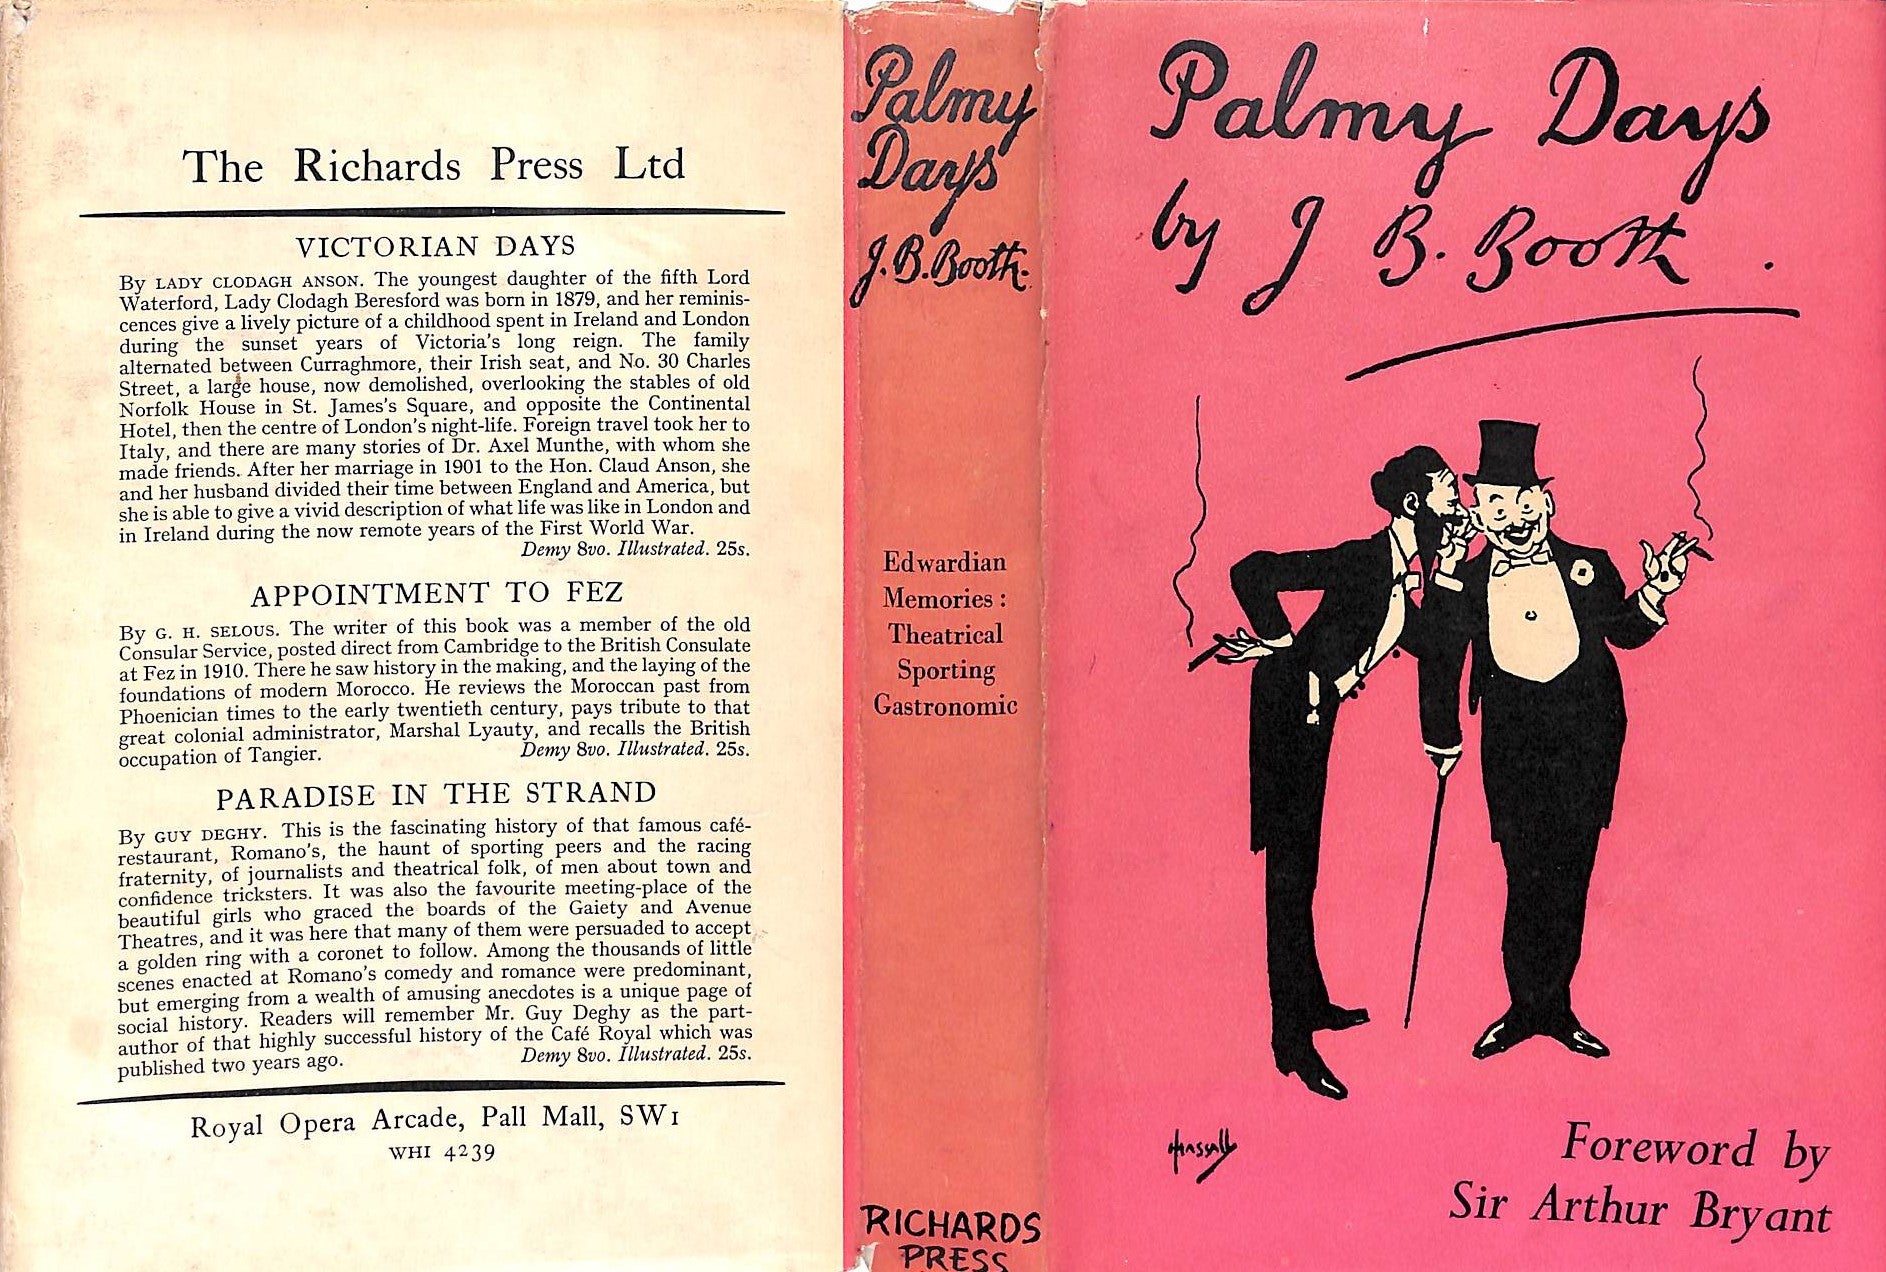 The Richards Press Ltd
VICTORIAN DAYS
By LADY CLODAGH ANSON. The youngest daughter of the fifth Lord
Waterford, Lady Clodagh Beresford was born in 1879, and her reminis-
cences give a lively picture of a childhood spent in Ireland and London
during the sunset years of Victoria's long reign. The family
alternated between Curraghmore, their Irish seat, and No. 30 Charles
Street, a large house, now demolished, overlooking the stables of old
Norfolk House in St. James's Square, and opposite the Continental
Hotel, then the centre of London's night-life. Foreign travel took her to
Italy, and there are many stories of Dr. Axel Munthe, with whom she
made friends. After her marriage in 1901 to the Hon. Claud Anson, she
and her husband divided their time between England and America, but
she is able to give a vivid description of what life was like in London and
in Ireland during the now remote years of the First World War.
Demy 8vo. Illustrated. 25s.
APPOINTMENT TO FEZ
By G. H. SELOUS. The writer of this book was a member of the old
Consular Service, posted direct from Cambridge to the British Consulate
at Fez in 1910. There he saw history in the making, and the laying of the
foundations of modern Morocco. He reviews the Moroccan past from
Phoenician times to the early twentieth century, pays tribute to that
great colonial administrator, Marshal Lyauty, and recalls the British
occupation of Tangier. Demy 8vo. Illustrated. 25s.
PARADISE IN THE STRAND
By GUY DEGHY. This is the fascinating history of that famous café-
restaurant, Romano's, the haunt of sporting peers and the racing
fraternity, of journalists and theatrical folk, of men about town and
confidence tricksters. It was also the favourite meeting-place of the
beautiful girls who graced the boards of the Gaiety and Avenue
Theatres, and it was here that many of them were persuaded to accept
a golden ring with a coronet to follow. Among the thousands of little
scenes enacted at Romano's comedy and romance were predominant,
but emerging from a wealth of amusing anecdotes is a unique page of
social history. Readers will remember Mr. Guy Deghy as the part-
author of that highly successful history of the Café Royal which was
published two years ago. Demy 8vo. Illustrated. 25s.
Royal Opera Arcade, Pall Mall, SW1
WHI 4239
Palmy
Days
J. B. Booth.
Edwardian
Memories:
Theatrical
Sporting
Gastronomic
RICHARDS
PRESS
Palmy Days
by J B. Booth.
Hassall
Foreword by
Sir Arthur Bryant